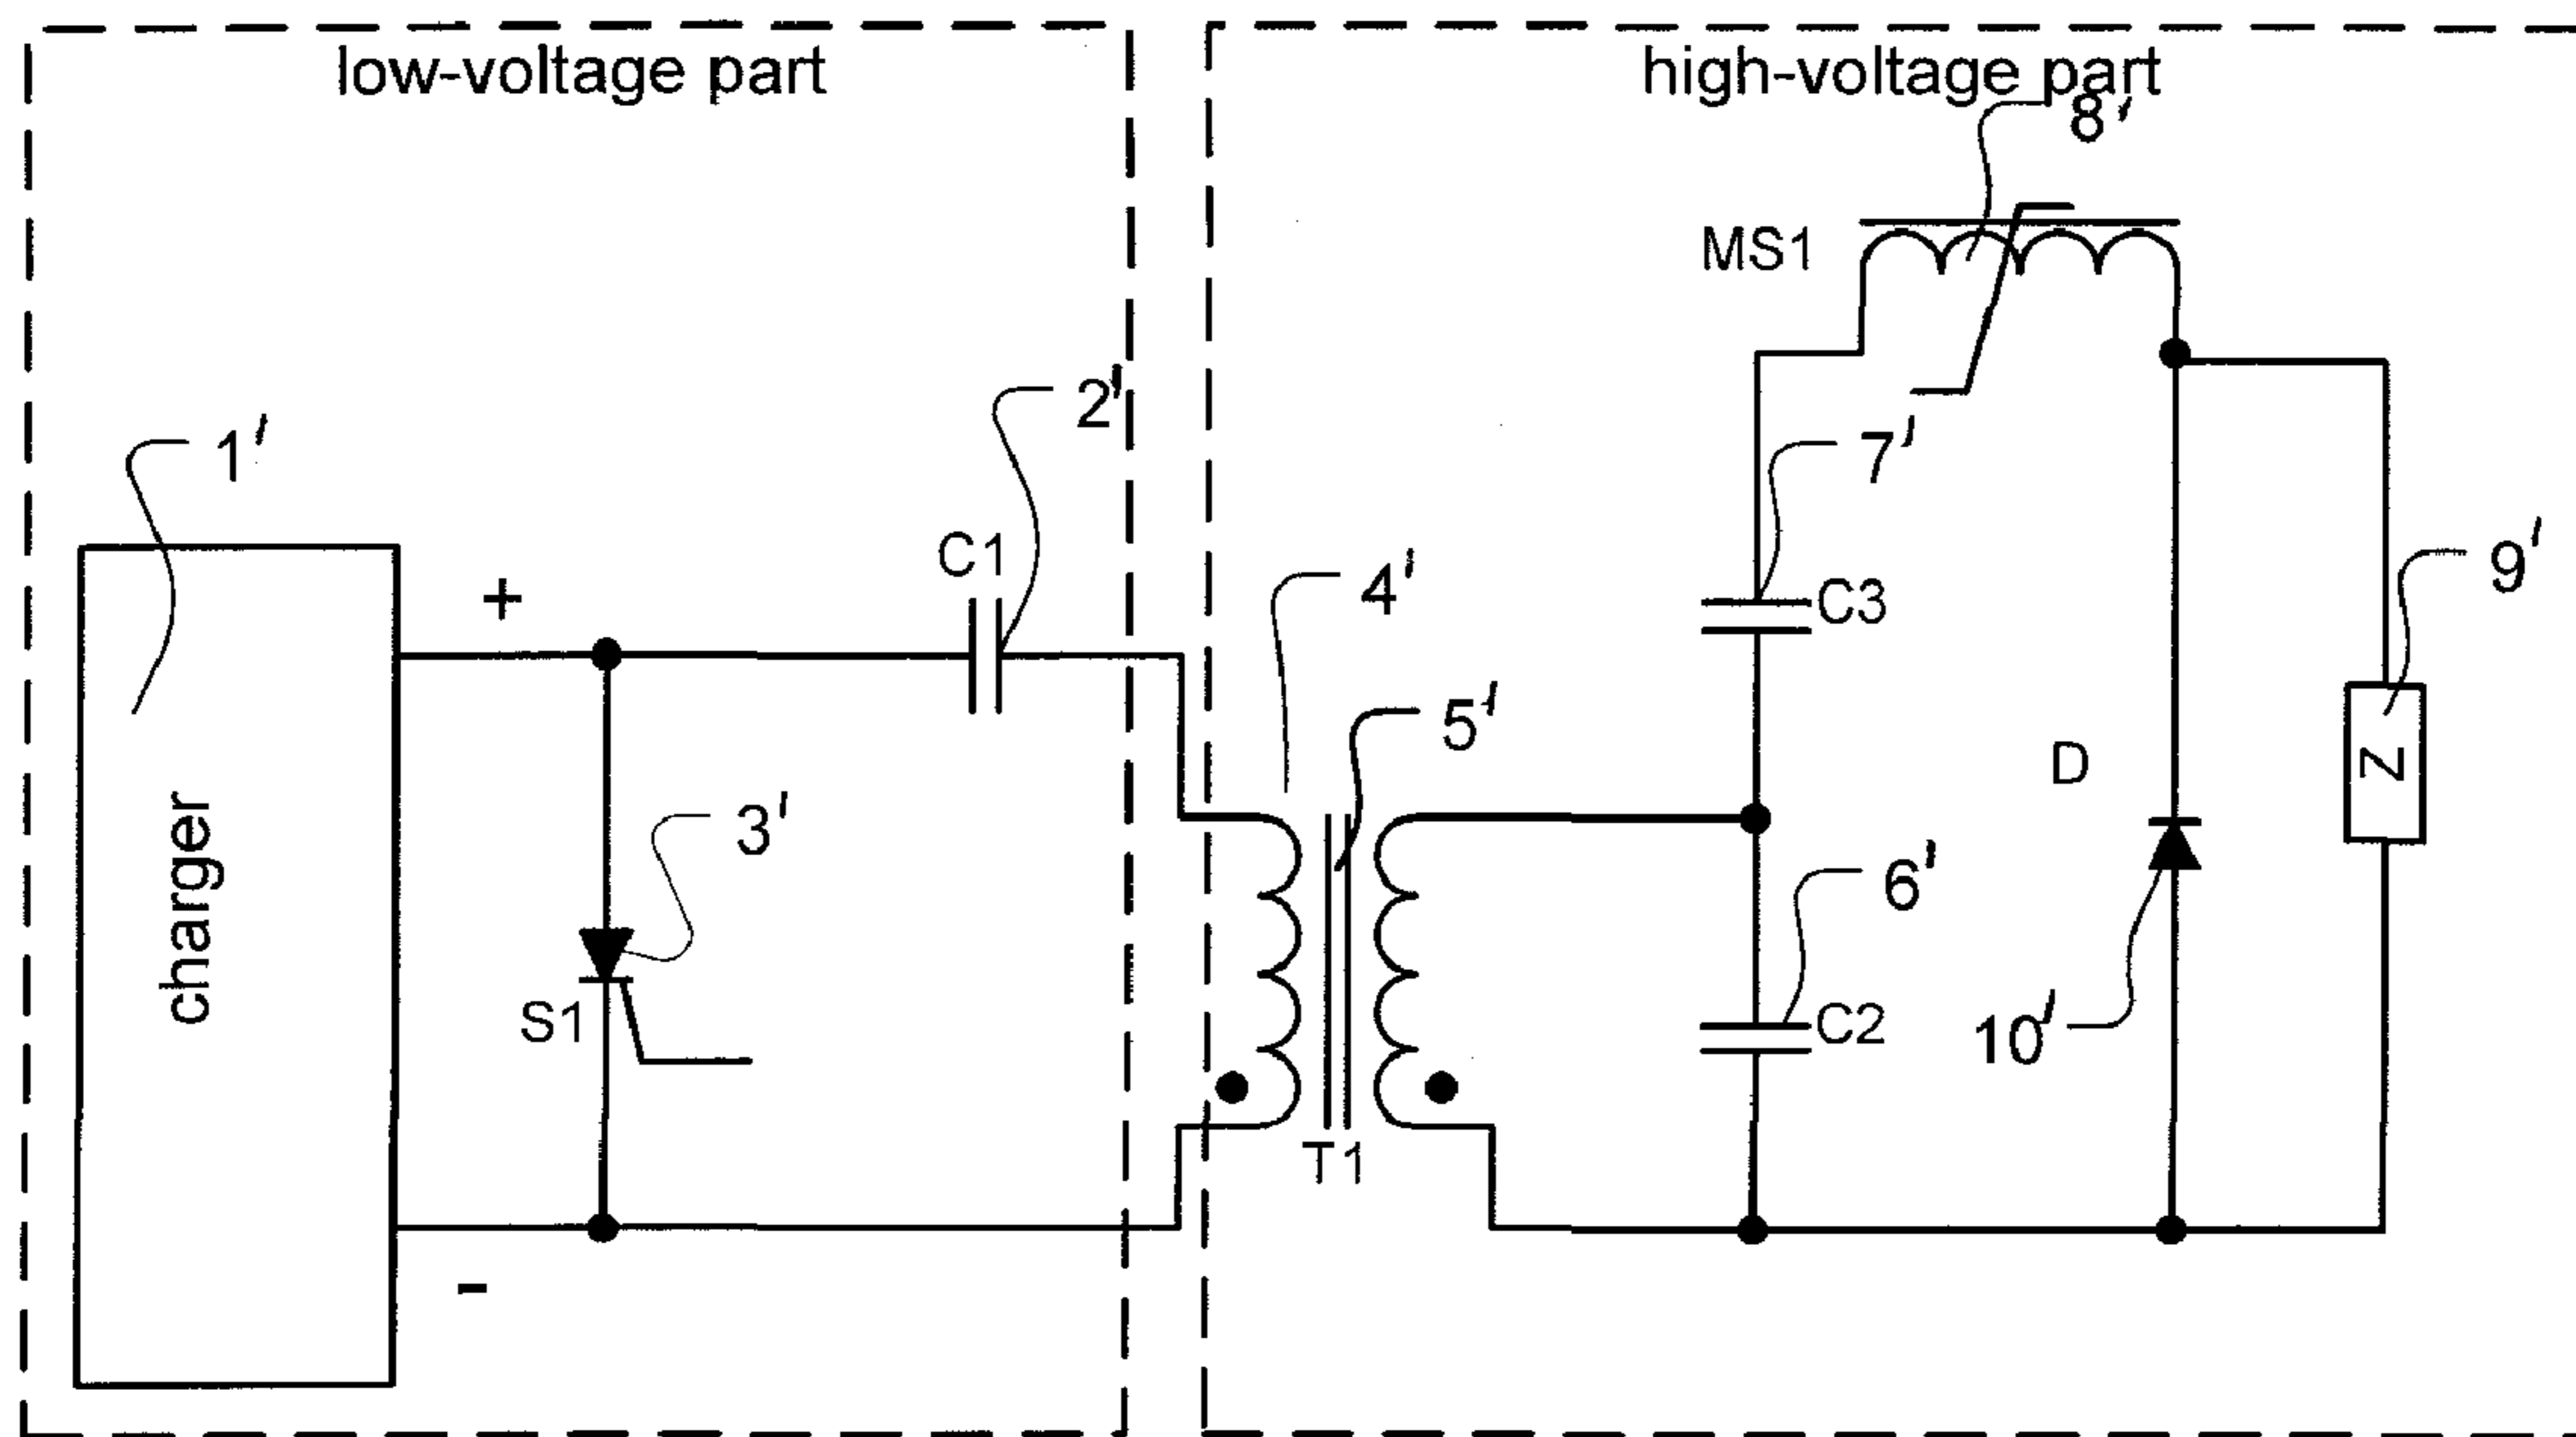 low-voltage part
high-voltage part
8'
MS1
2'
1'
7'
C1
4'
9'
+
C3
5'
3'
D
Z
charger
6'
S1
C2
10'
T1
-